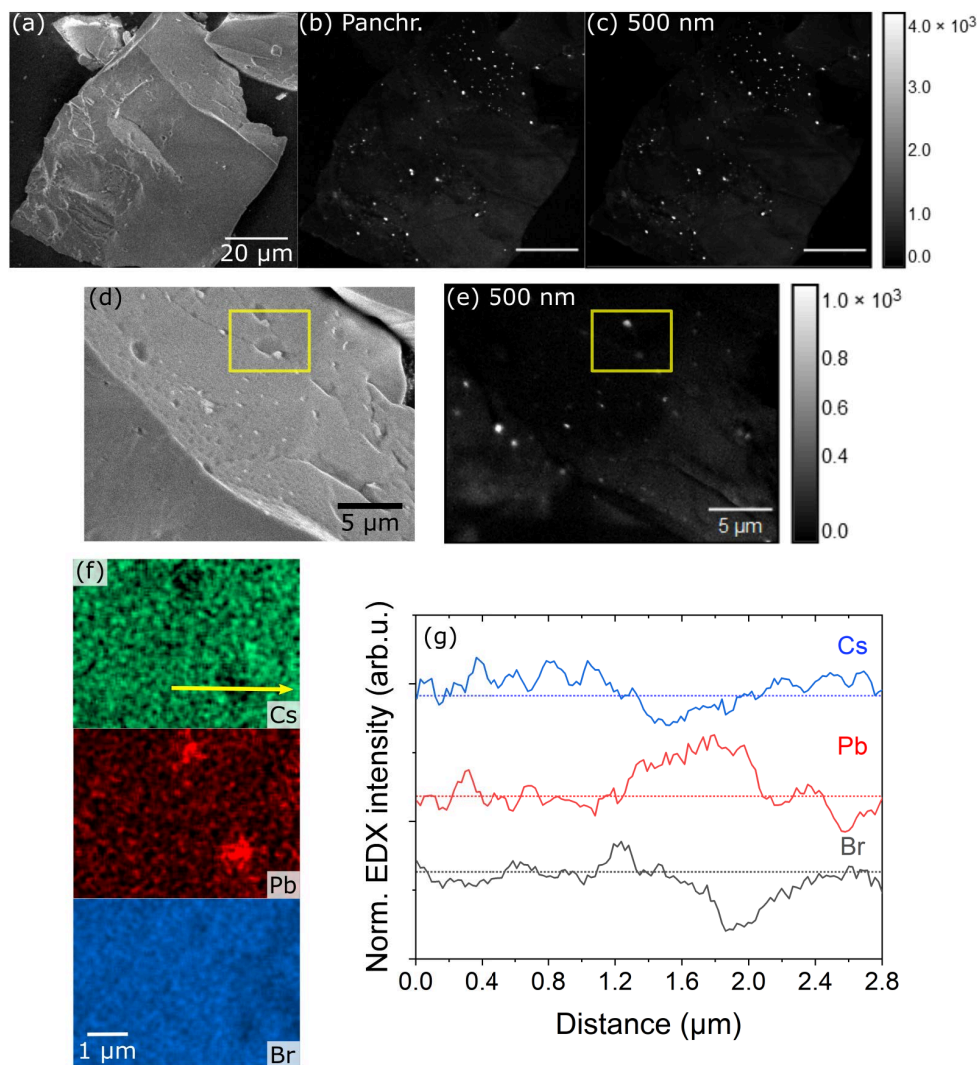 (a)
20 µm
(b) Panchr.
(c) 500 nm
4.0 × 10³
3.0
2.0
1.0
0.0
(d)
5 µm
(e) 500 nm
5 µm
1.0 × 10³
0.8
0.6
0.4
0.0
(f)
Cs
Pb
Br
1 µm
(g)
Cs
Pb
Br
Norm. EDX intensity (arb.u.)
0.0 0.4 0.8 1.2 1.6 2.0 2.4 2.8
Distance (µm)